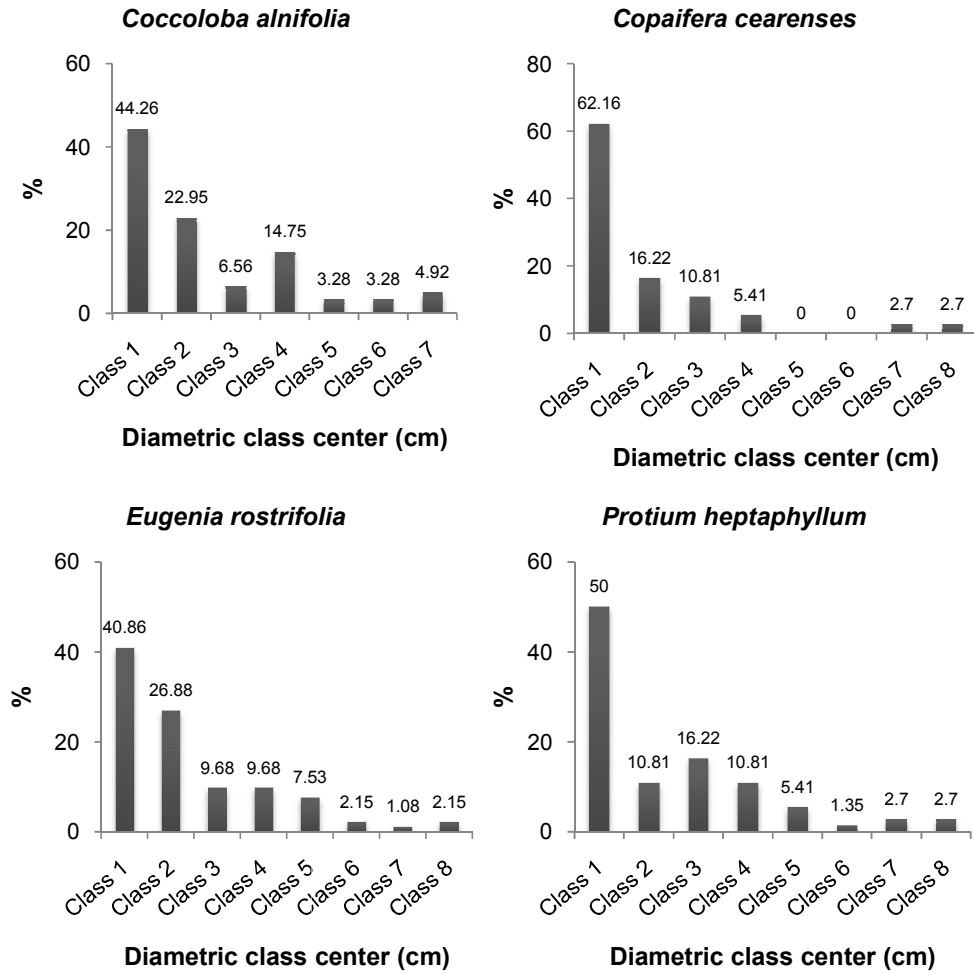 Coccoloba alnifolia
60
40
20
0
%
44.26
22.95
6.56
14.75
3.28
3.28
4.92
Class 1
Class 2
Class 3
Class 4
Class 5
Class 6
Class 7
Diametric class center (cm)
Copaifera cearenses
80
60
40
20
0
%
62.16
16.22
10.81
5.41
0
0
2.7
2.7
Class 1
Class 2
Class 3
Class 4
Class 5
Class 6
Class 7
Class 8
Diametric class center (cm)
Eugenia rostrifolia
60
40
20
0
%
40.86
26.88
9.68
9.68
7.53
2.15
1.08
2.15
Class 1
Class 2
Class 3
Class 4
Class 5
Class 6
Class 7
Class 8
Diametric class center (cm)
Protium heptaphyllum
60
40
20
0
%
50
10.81
16.22
10.81
5.41
1.35
2.7
2.7
Class 1
Class 2
Class 3
Class 4
Class 5
Class 6
Class 7
Class 8
Diametric class center (cm)